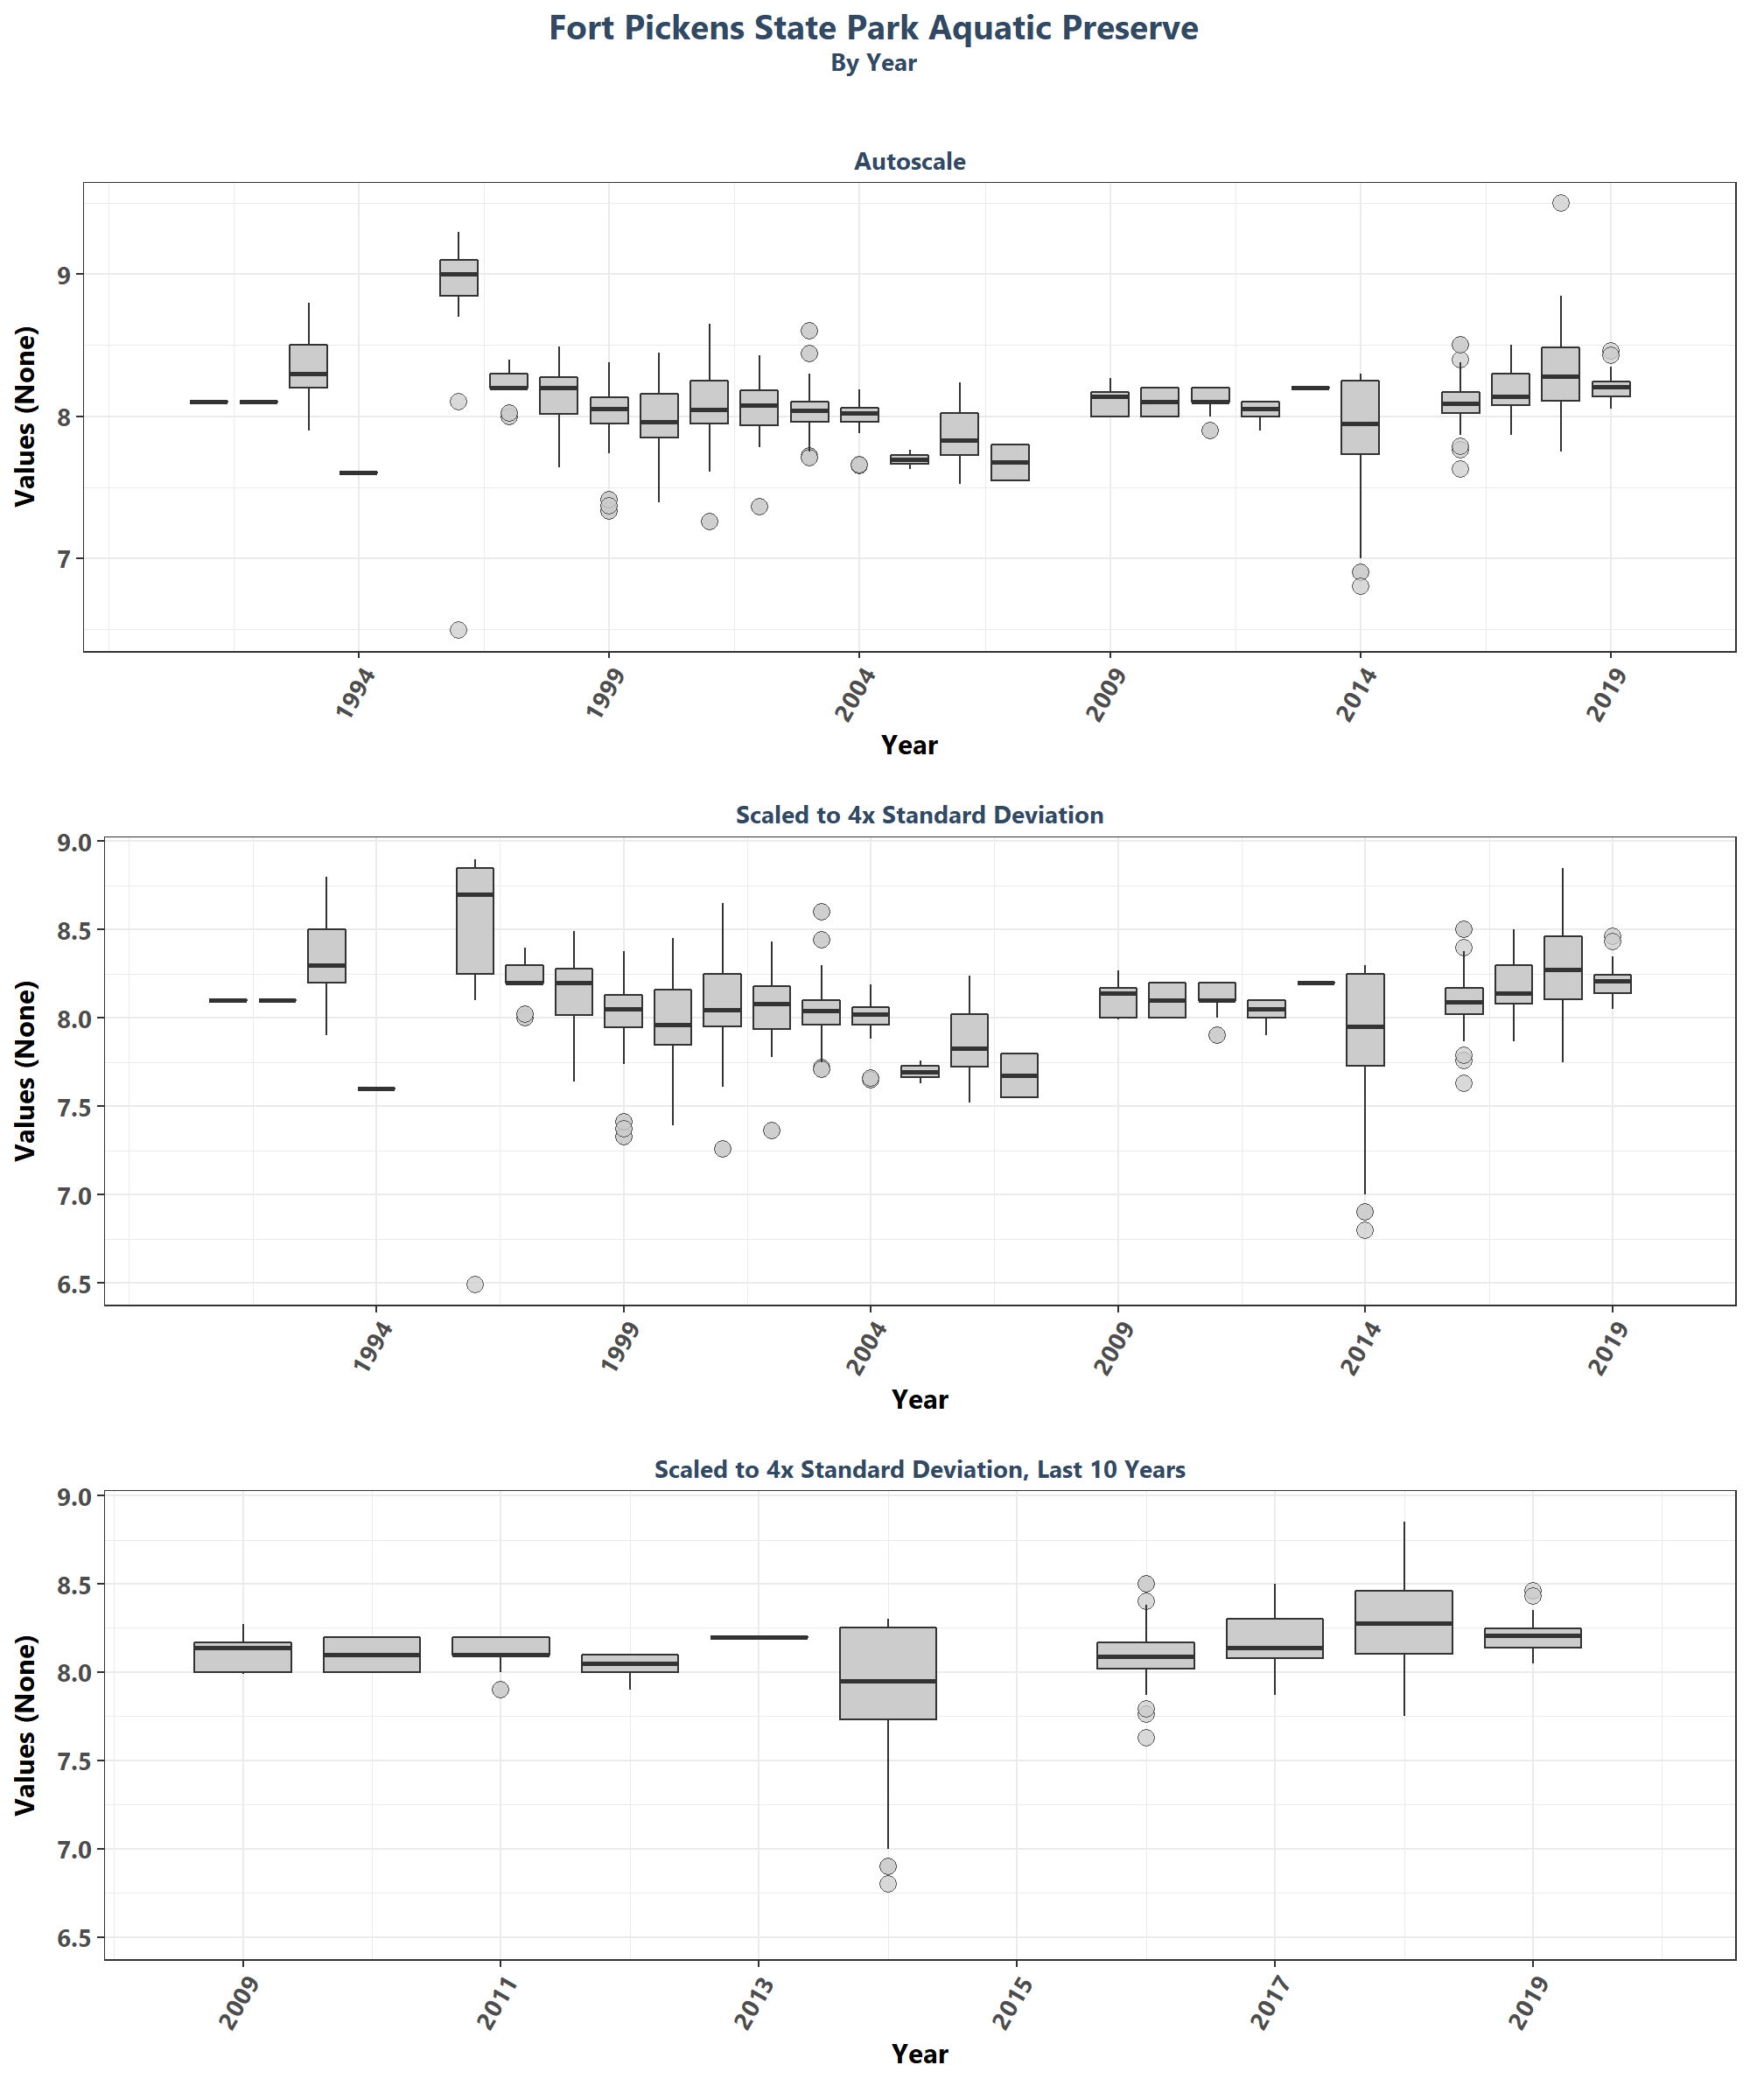 Fort Pickens State Park Aquatic Preserve
By Year
Autoscale
Values (None)
9
8
7
1994 1999 2004 2009 2014 2019
Year
Scaled to 4x Standard Deviation
Values (None)
9.0
8.5
8.0
7.5
7.0
6.5
1994 1999 2004 2009 2014 2019
Year
Scaled to 4x Standard Deviation, Last 10 Years
Values (None)
9.0
8.5
8.0
7.5
7.0
6.5
2009 2011 2013 2015 2017 2019
Year